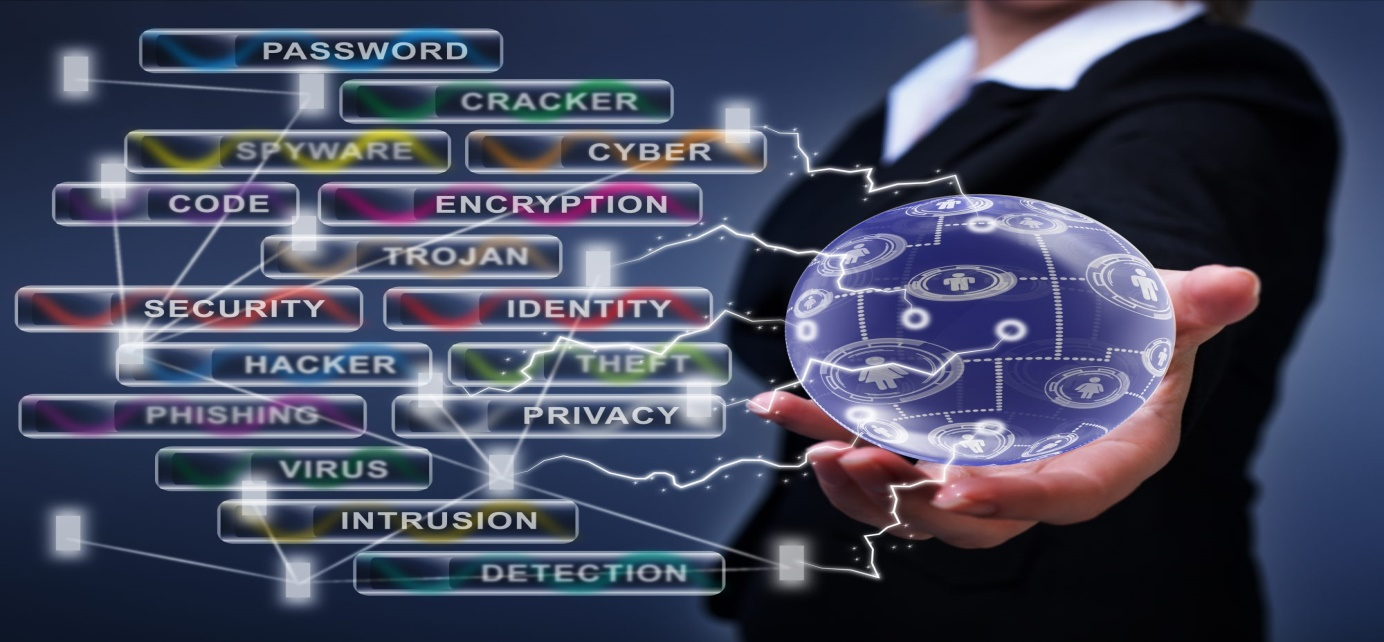 PASSWORD
CRACKER
SPYWARE CYBER
CODE ENCRYPTION
TROJAN
SECURITY IDENTITY
HACKER THEFT
PHISHING PRIVACY
VIRUS
INTRUSION
DETECTION